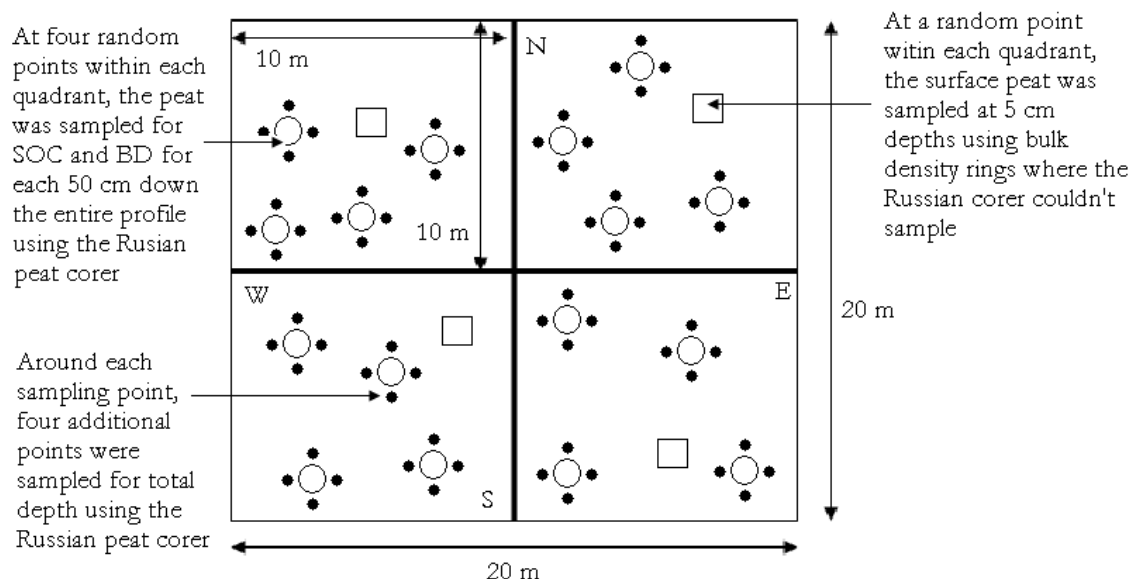 At four random
points within each
quadrant, the peat
was sampled for
SOC and BD for
each 50 cm down
the entire profile
using the Rusian
peat corer
Around each
sampling point,
four additional
points were
sampled for total
depth using the
Russian peat corer
10 m
10 m
N
W
E
S
20 m
20 m
At a random point
witin each quadrant,
the surface peat was
sampled at 5 cm
depths using bulk
density rings where the
Russian corer couldn't
sample